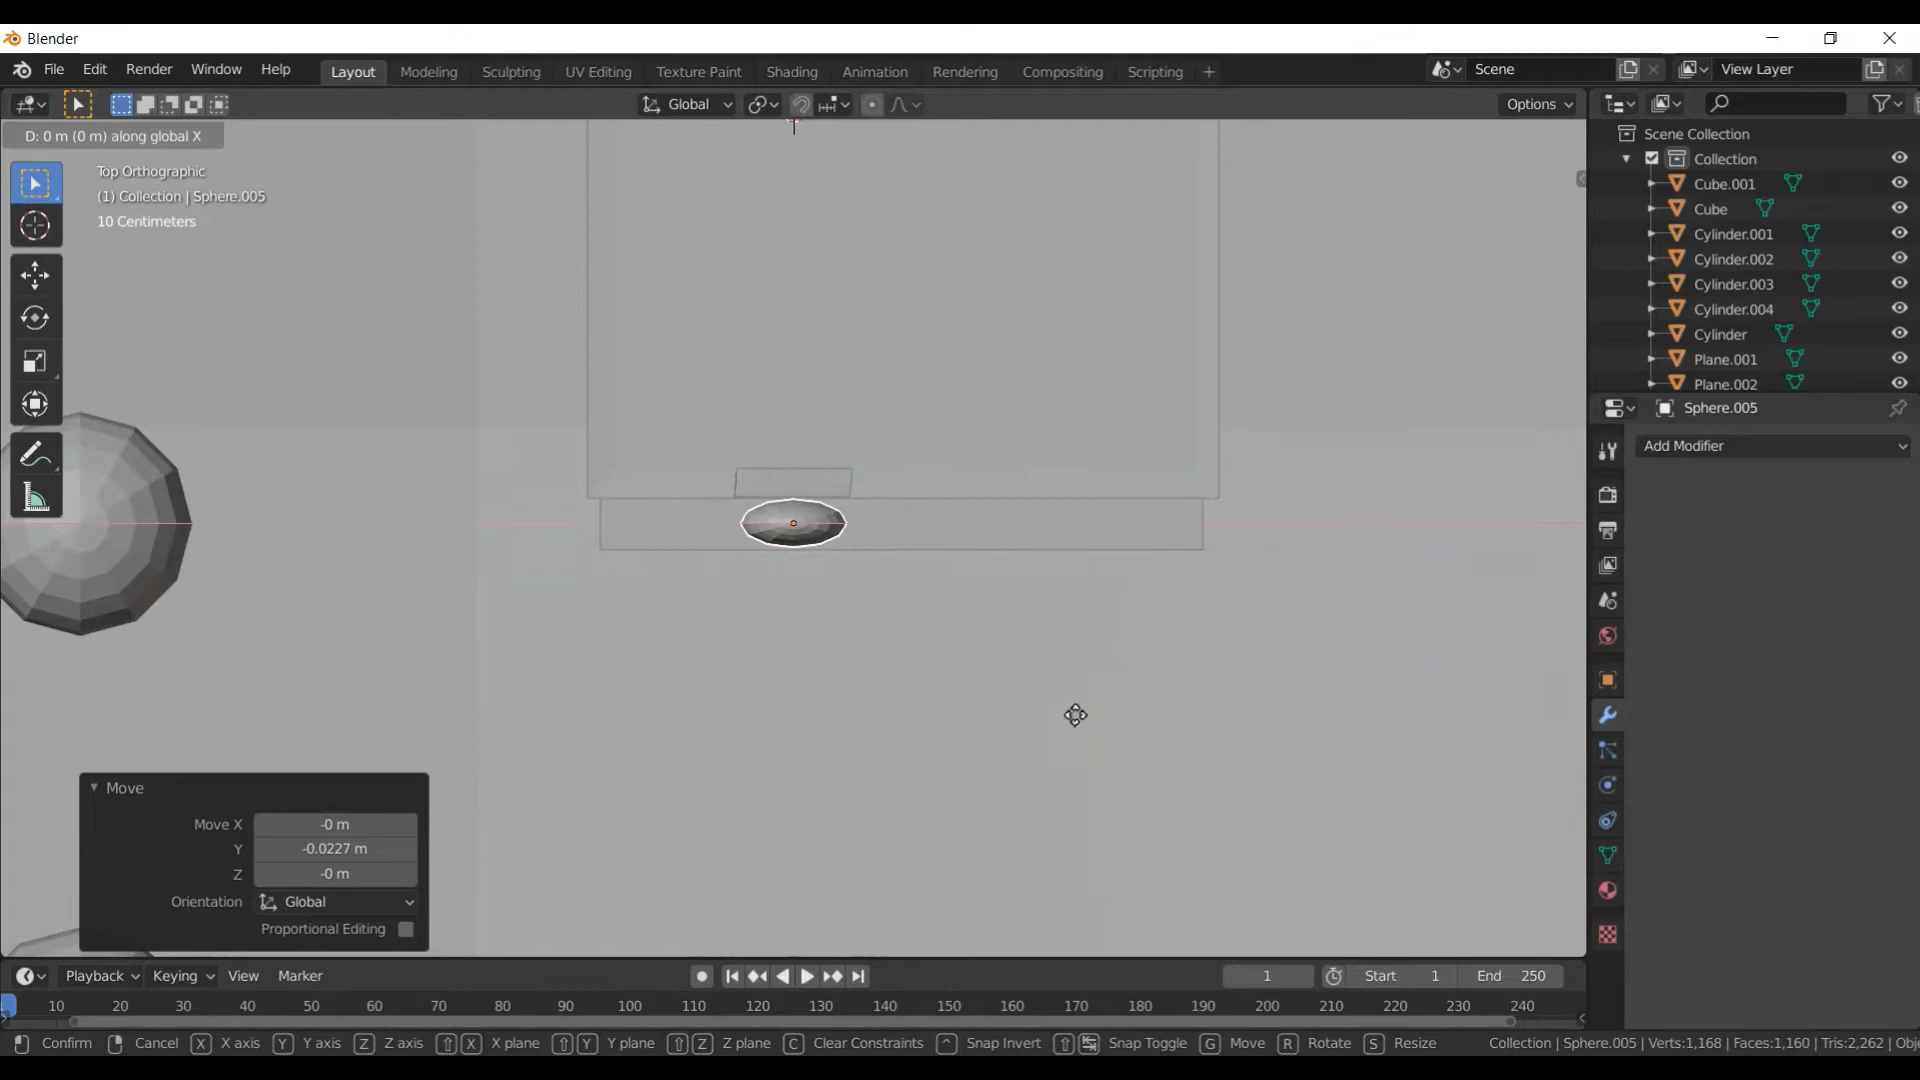 Blender
File Edit Render Window Help Layout Modeling Sculpting UV Editing Texture Paint Shading Animation Rendering Compositing Scripting + Scene View Layer
Global Options
D: 0 m (0 m) along global X
Top Orthographic
(1) Collection | Sphere.005
10 Centimeters
Scene Collection
Collection
Cube.001
Cube
Cylinder.001
Cylinder.002
Cylinder.003
Cylinder.004
Cylinder
Plane.001
Plane.002
Sphere.005
Add Modifier
Move
Move X -0 m
Y -0.0227 m
Z -0 m
Orientation Global
Proportional Editing
Playback Keying View Marker 1 Start 1 End 250
10 20 30 40 50 60 70 80 90 100 110 120 130 140 150 160 170 180 190 200 210 220 230 240
Confirm Cancel X X axis Y Y axis Z Z axis X X plane Y Y plane Z Z plane C Clear Constraints ^ Snap Invert Snap Toggle G Move R Rotate S Resize Collection | Sphere.005 | Verts:1,168 | Faces:1,160 | Tris:2,262 | Obje